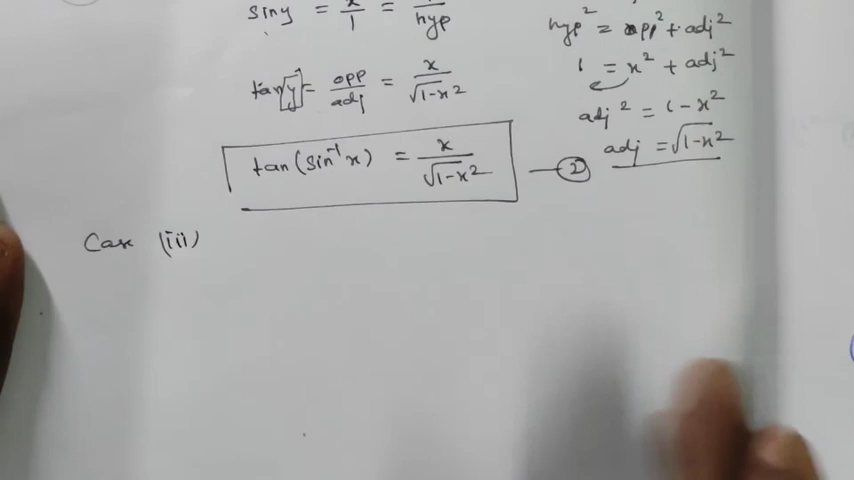 sin y = x/1 = /hyp
tan[y] = opp/adj = x/√1-x²
tan(sin⁻¹x) = x/√1-x² — ②
hyp² = opp² + adj²
1 = x² + adj²
adj² = 1-x²
adj = √1-x²
Case (iii)